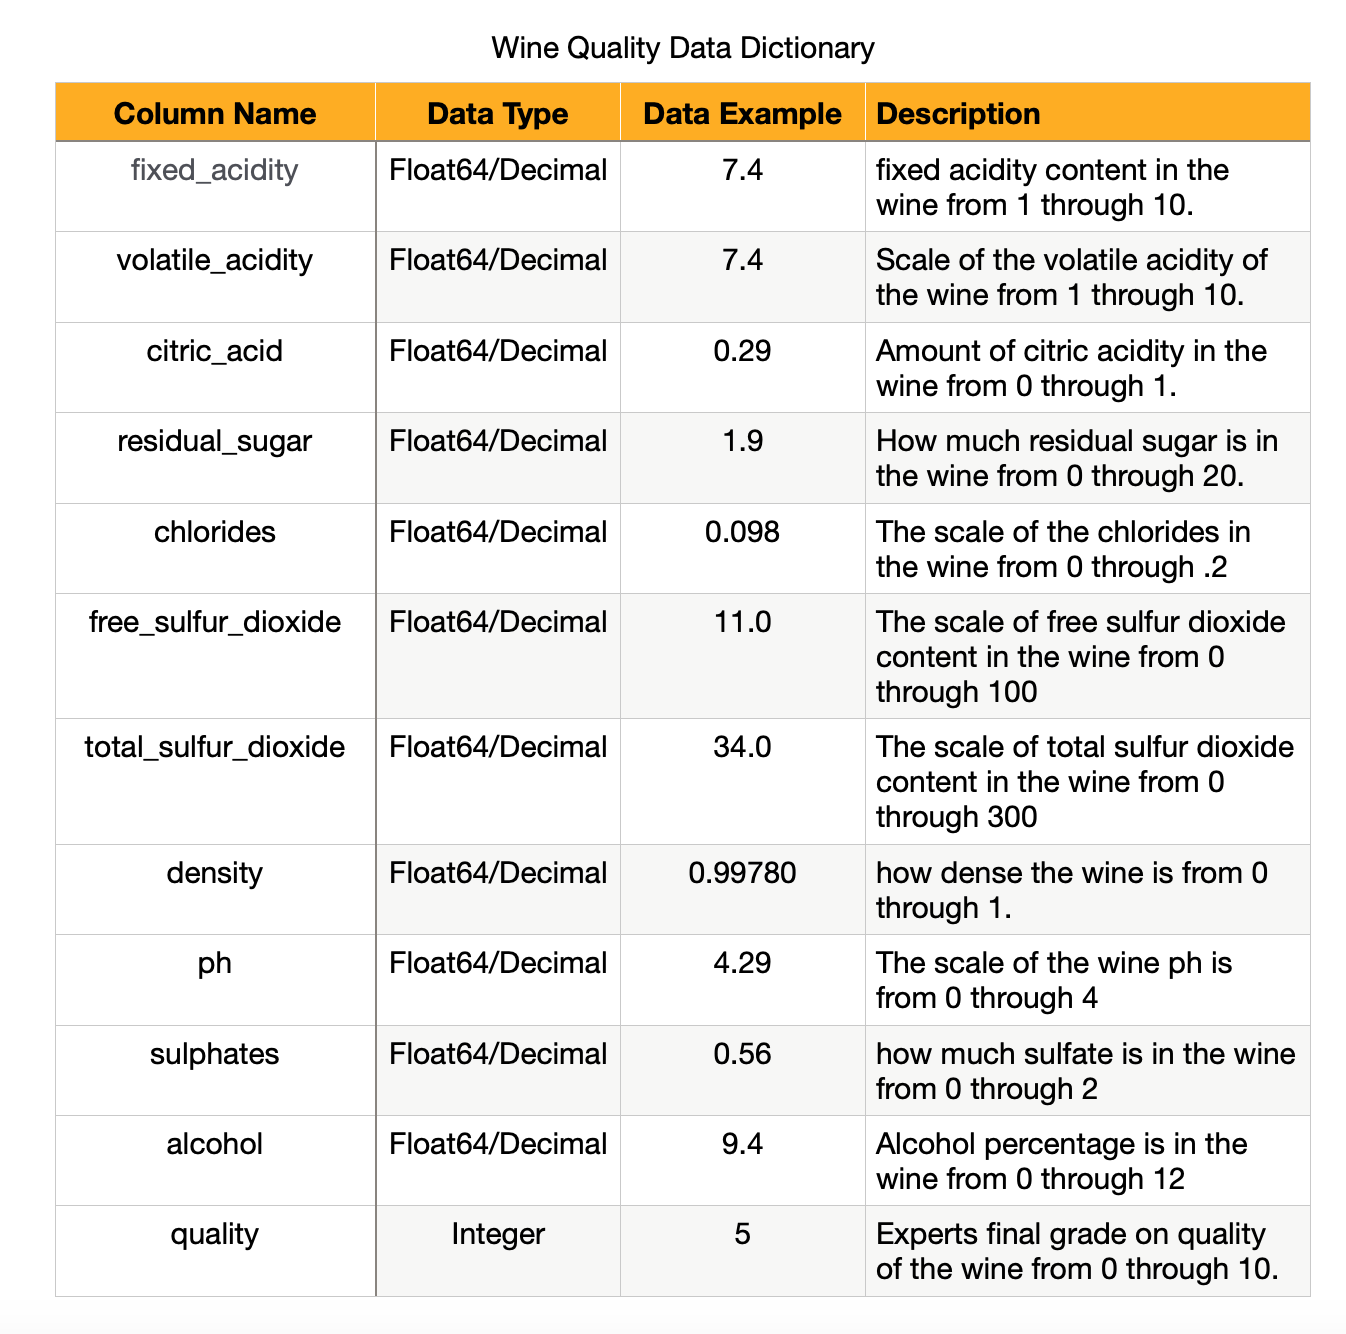 Wine Quality Data Dictionary
Column Name Data Type Data Example Description
fixed_acidity Float64/Decimal 7.4 fixed acidity content in the
wine from 1 through 10.
volatile_acidity Float64/Decimal 7.4 Scale of the volatile acidity of
the wine from 1 through 10.
citric_acid Float64/Decimal 0.29 Amount of citric acidity in the
wine from 0 through 1.
residual_sugar Float64/Decimal 1.9 How much residual sugar is in
the wine from 0 through 20.
chlorides Float64/Decimal 0.098 The scale of the chlorides in
the wine from 0 through .2
free_sulfur_dioxide Float64/Decimal 11.0 The scale of free sulfur dioxide
content in the wine from 0
through 100
total_sulfur_dioxide Float64/Decimal 34.0 The scale of total sulfur dioxide
content in the wine from 0
through 300
density Float64/Decimal 0.99780 how dense the wine is from 0
through 1.
ph Float64/Decimal 4.29 The scale of the wine ph is
from 0 through 4
sulphates Float64/Decimal 0.56 how much sulfate is in the wine
from 0 through 2
alcohol Float64/Decimal 9.4 Alcohol percentage is in the
wine from 0 through 12
quality Integer 5 Experts final grade on quality
of the wine from 0 through 10.